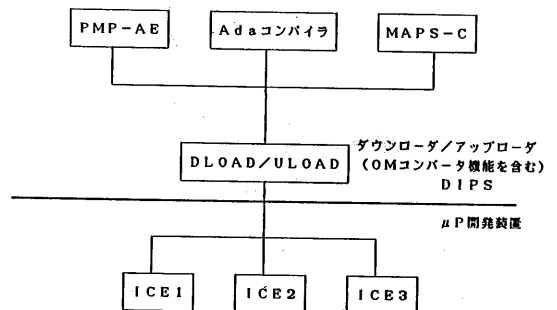 PMP-AE
Adaコンパイラ
MAPS-C
DLOAD/ULOAD
ダウンローダ/アップローダ
(OMコンバータ機能を含む)
DIPS
μP開発装置
ICE1
ICE2
ICE3